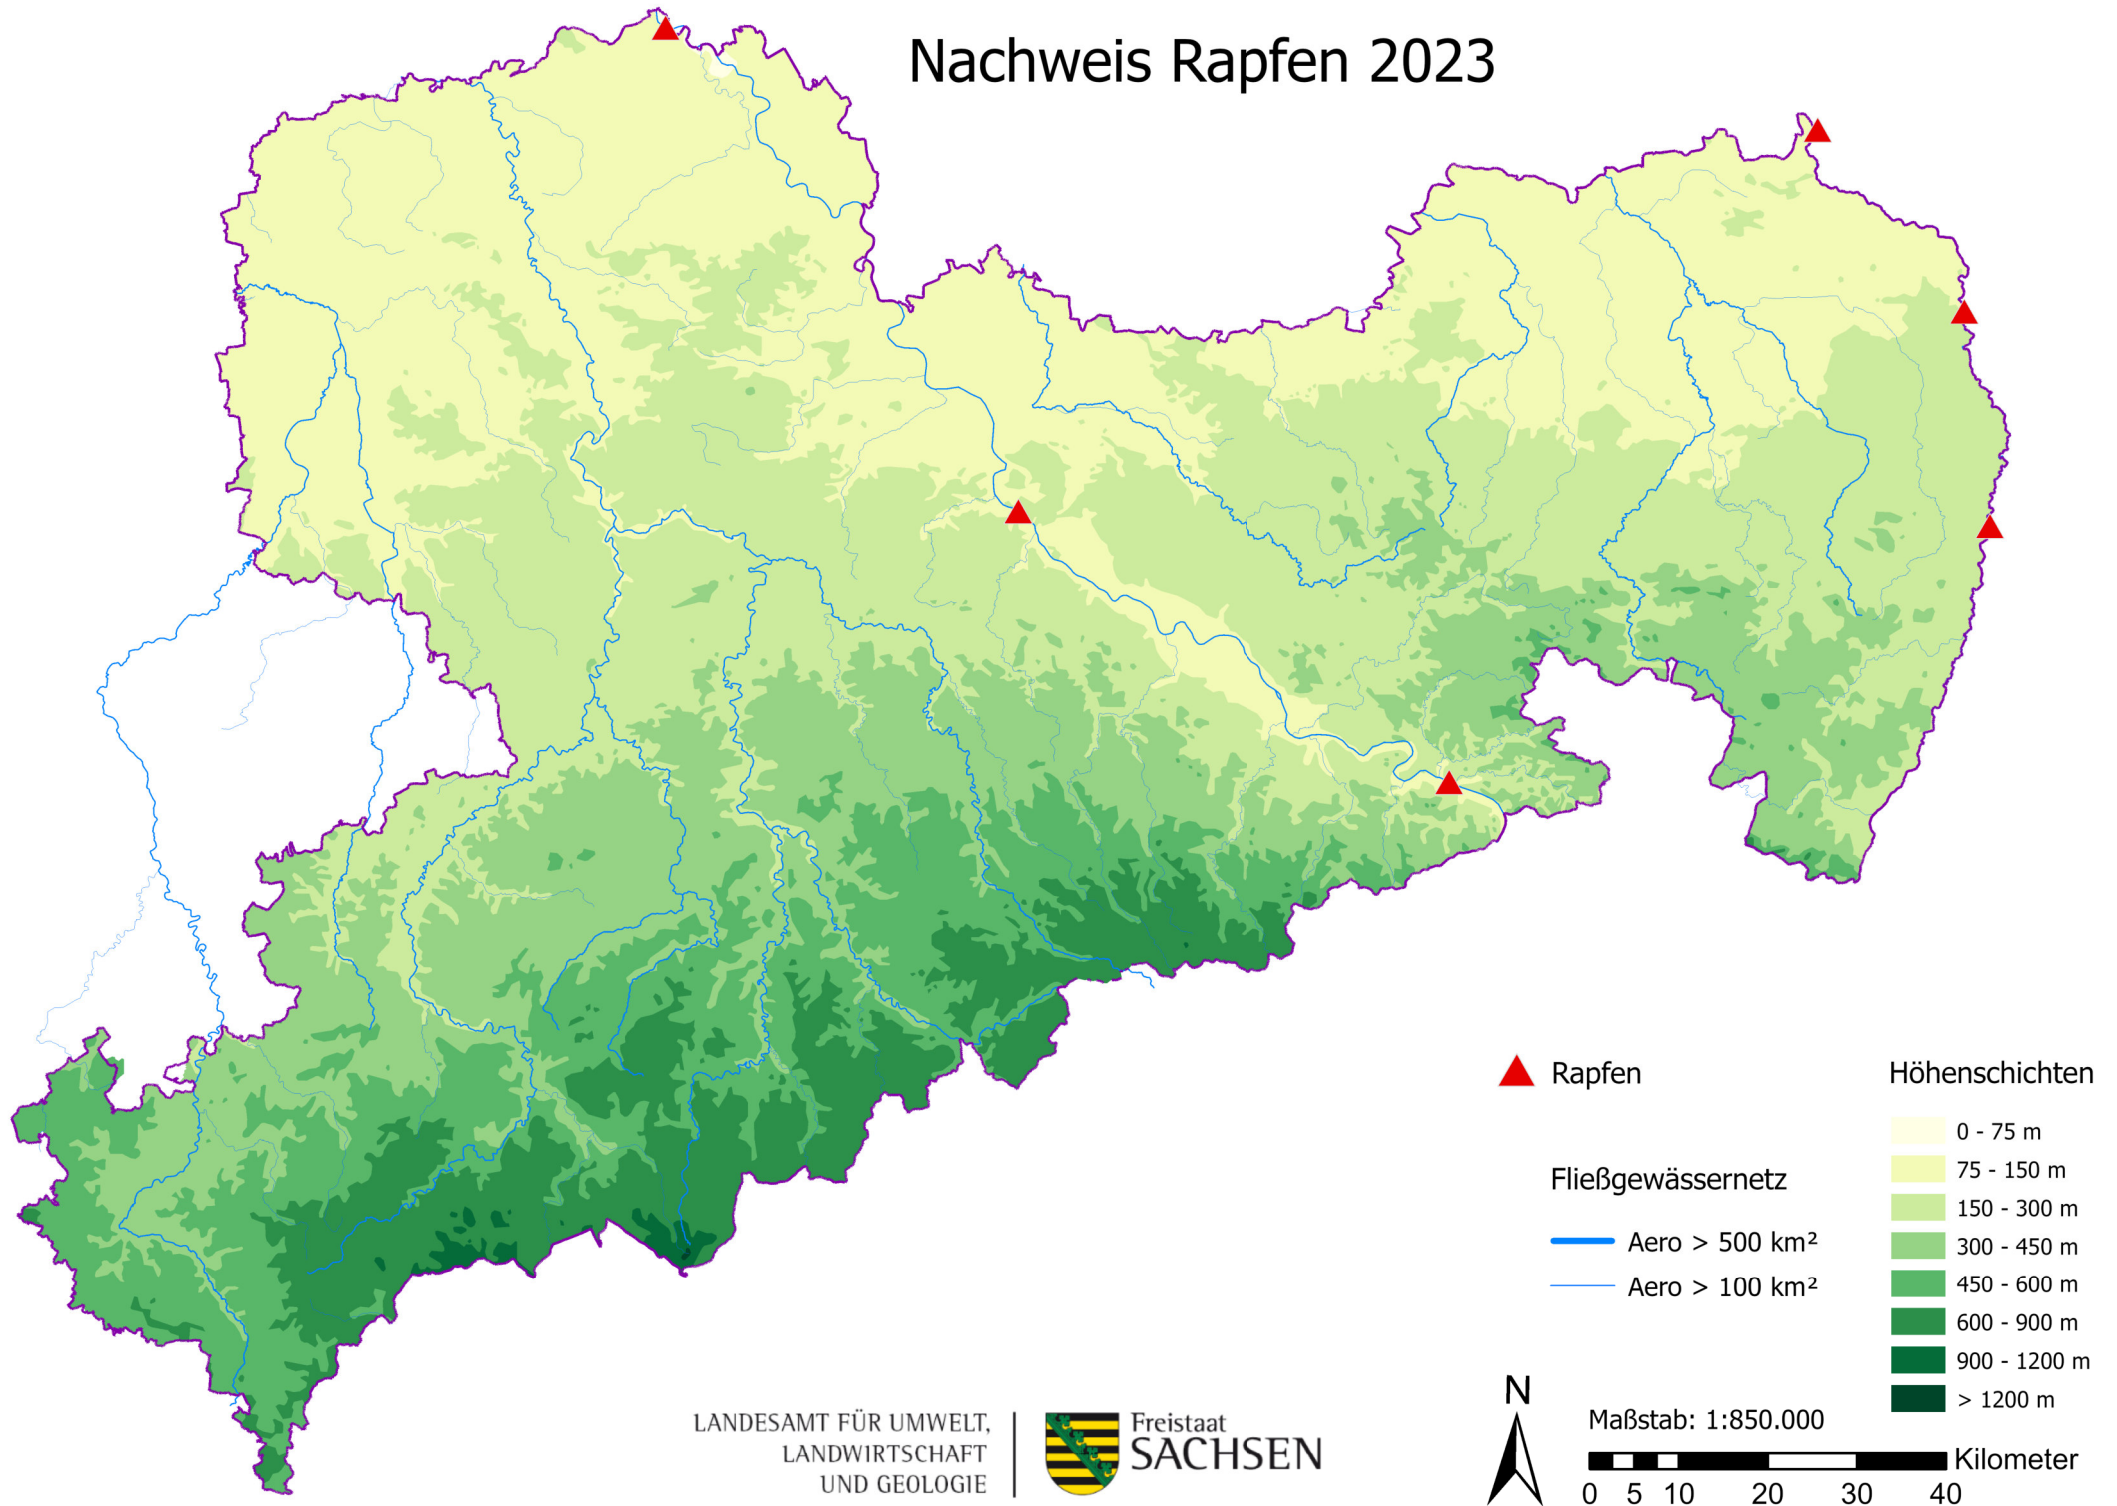 Nachweis Rapfen 2023
Rapfen
Fließgewässernetz
Aero > 500 km²
Aero > 100 km²
Höhenschichten
0 - 75 m
75 - 150 m
150 - 300 m
300 - 450 m
450 - 600 m
600 - 900 m
900 - 1200 m
> 1200 m
N
Maßstab: 1:850.000
Kilometer
0 5 10 20 30 40
LANDESAMT FÜR UMWELT,
LANDWIRTSCHAFT
UND GEOLOGIE
Freistaat
SACHSEN